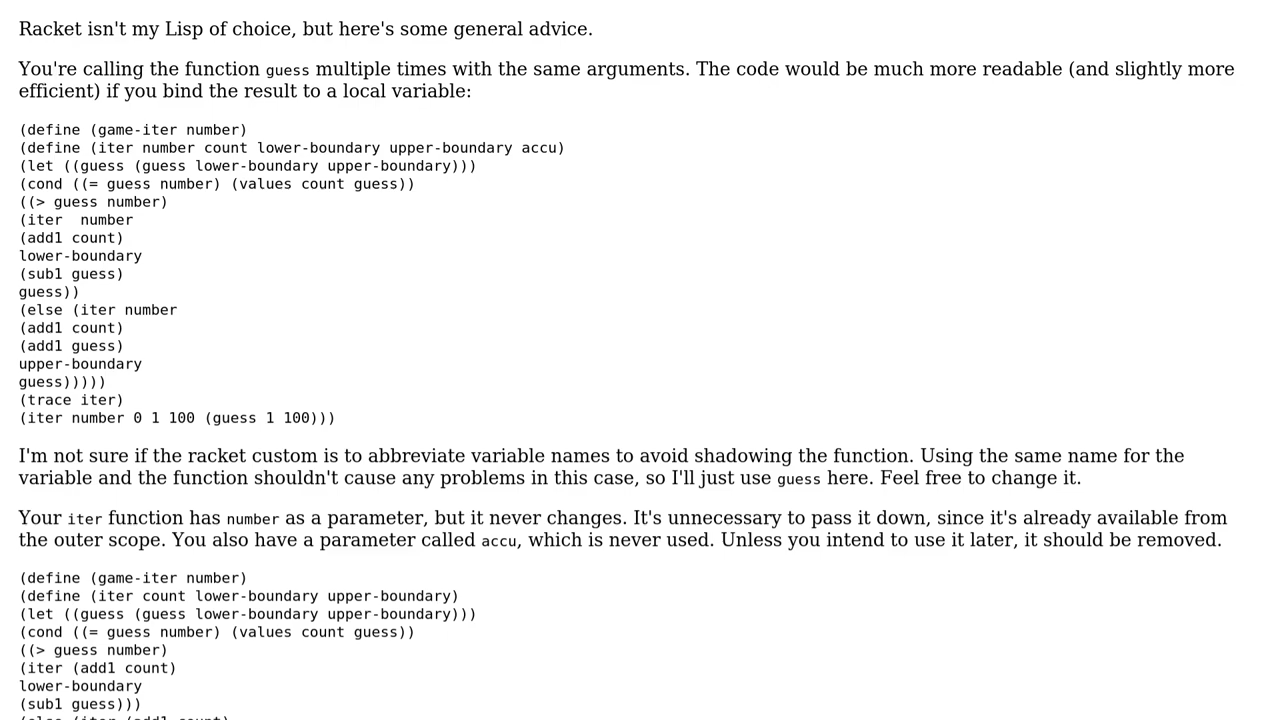 Racket isn't my Lisp of choice, but here's some general advice.
You're calling the function guess multiple times with the same arguments. The code would be much more readable (and slightly more
efficient) if you bind the result to a local variable:
(define (game-iter number)
(define (iter number count lower-boundary upper-boundary accu)
(let ((guess (guess lower-boundary upper-boundary)))
(cond ((= guess number) (values count guess))
((> guess number)
(iter  number
(add1 count)
lower-boundary
(sub1 guess)
guess))
(else (iter number
(add1 count)
(add1 guess)
upper-boundary
guess)))))
(trace iter)
(iter number 0 1 100 (guess 1 100)))
I'm not sure if the racket custom is to abbreviate variable names to avoid shadowing the function. Using the same name for the
variable and the function shouldn't cause any problems in this case, so I'll just use guess here. Feel free to change it.
Your iter function has number as a parameter, but it never changes. It's unnecessary to pass it down, since it's already available from
the outer scope. You also have a parameter called accu, which is never used. Unless you intend to use it later, it should be removed.
(define (game-iter number)
(define (iter count lower-boundary upper-boundary)
(let ((guess (guess lower-boundary upper-boundary)))
(cond ((= guess number) (values count guess))
((> guess number)
(iter (add1 count)
lower-boundary
(sub1 guess)))
(else (iter (add1 count)